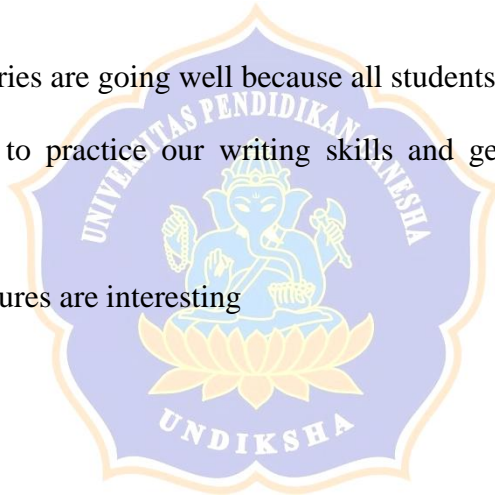 ries are going well because all students
to practice our writing skills and ge
ures are interesting
UNIVERSITAS PENDIDIKAN GANESHA
UNDIKSHA